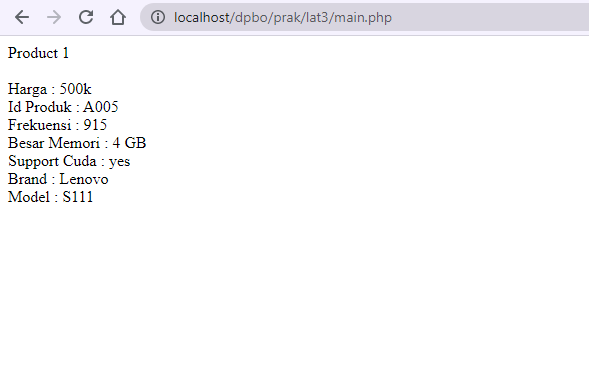 localhost/dpbo/prak/lat3/main.php
Product 1
Harga : 500k
Id Produk : A005
Frekuensi : 915
Besar Memori : 4 GB
Support Cuda : yes
Brand : Lenovo
Model : S111